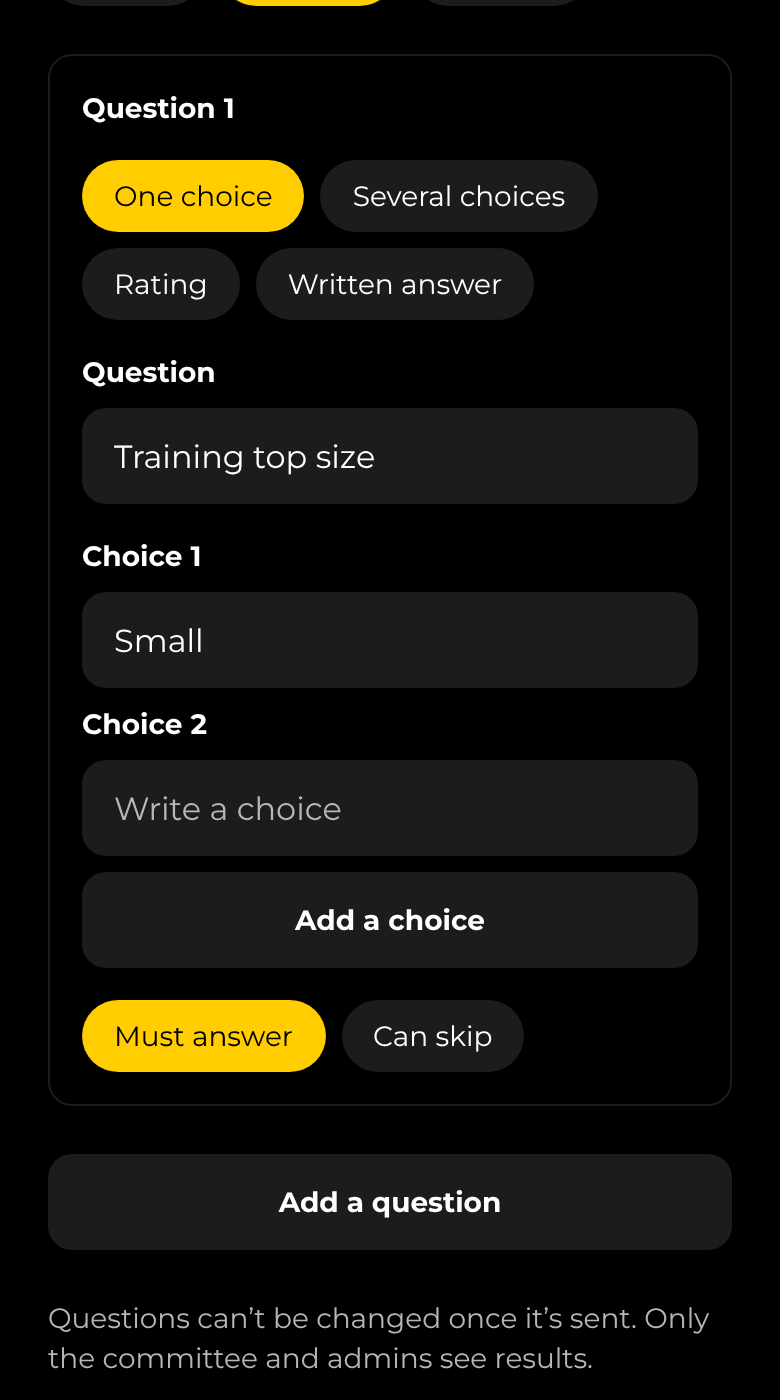 Question 1
One choice
Several choices
Rating
Written answer
Question
Training top size
Choice 1
Small
Choice 2
Write a choice
Add a choice
Must answer
Can skip
Add a question
Questions can’t be changed once it’s sent. Only
the committee and admins see results.